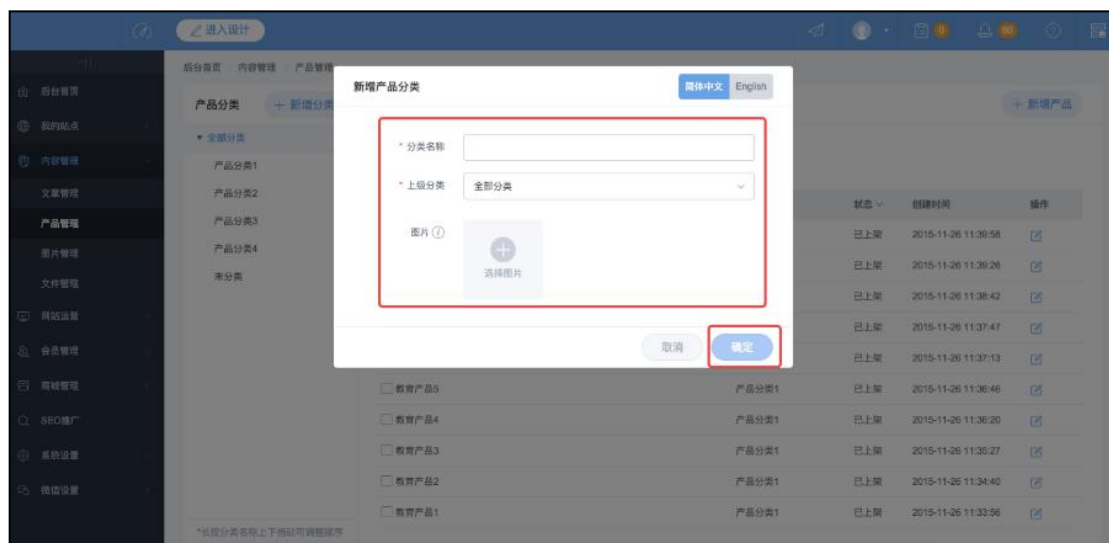 进入设计
0
80
后台首页 内容管理 产品管理
后台首页
我的站点
内容管理
文章管理
产品管理
图片管理
文件管理
网站运营
会员管理
商城管理
SEO推广
系统设置
微信设置
产品分类
+ 新增分类
全部分类
产品分类1
产品分类2
产品分类3
产品分类4
未分类
*长按分类名称上下拖动可调整顺序
新增产品分类
简体中文 English
* 分类名称
* 上级分类 全部分类
图片
选择图片
取消 确定
+ 新增产品
状态 创建时间 操作
已上架 2015-11-26 11:39:58
已上架 2015-11-26 11:39:26
已上架 2015-11-26 11:38:42
已上架 2015-11-26 11:37:47
已上架 2015-11-26 11:37:13
教育产品5 产品分类1 已上架 2015-11-26 11:36:46
教育产品4 产品分类1 已上架 2015-11-26 11:36:20
教育产品3 产品分类1 已上架 2015-11-26 11:35:27
教育产品2 产品分类1 已上架 2015-11-26 11:34:40
教育产品1 产品分类1 已上架 2015-11-26 11:33:56